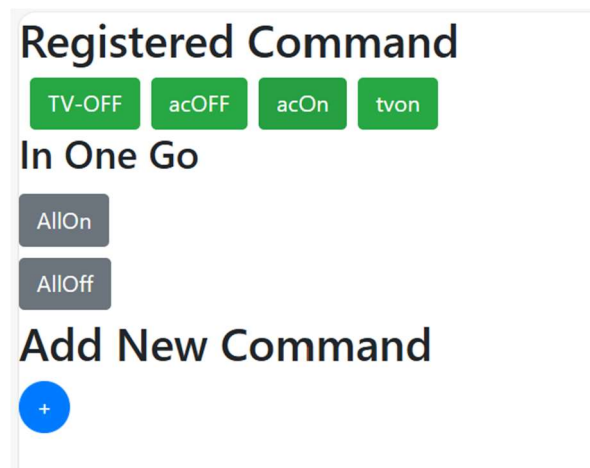 Registered Command
TV-OFF acOFF acOn tvon
In One Go
AllOn
AllOff
Add New Command
+